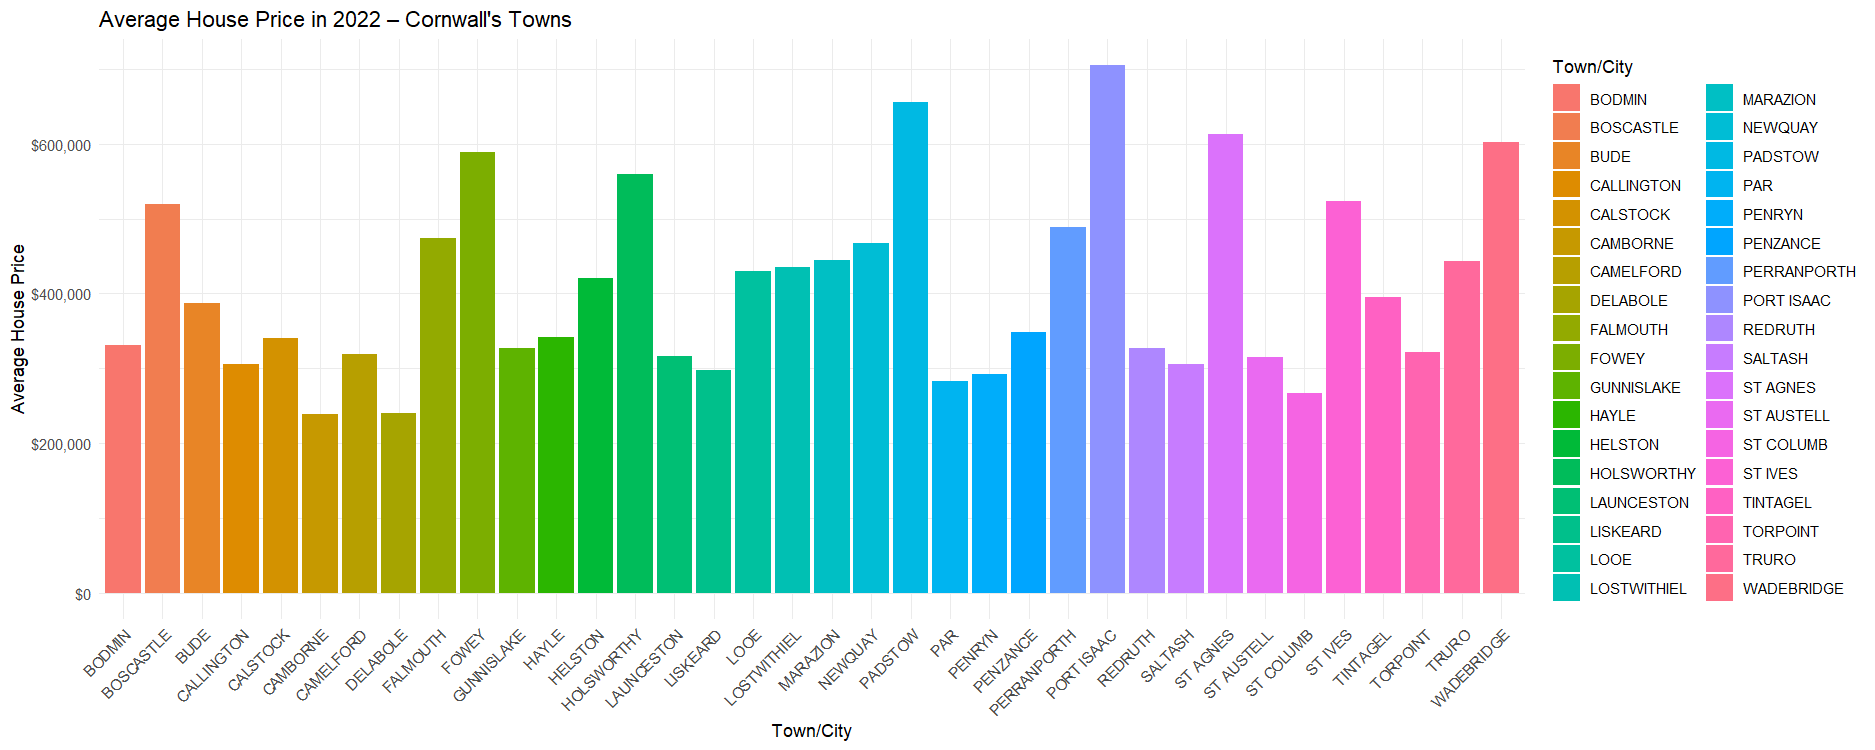 Average House Price in 2022 – Cornwall's Towns
Average House Price
$600,000
$400,000
$200,000
$0
BODMIN
BOSCASTLE
BUDE
CALLINGTON
CALSTOCK
CAMBORNE
CAMELFORD
DELABOLE
FALMOUTH
FOWEY
GUNNISLAKE
HAYLE
HELSTON
HOLSWORTHY
LAUNCESTON
LISKEARD
LOOE
LOSTWITHIEL
MARAZION
NEWQUAY
PADSTOW
PAR
PENRYN
PENZANCE
PERRANPORTH
PORT ISAAC
REDRUTH
SALTASH
ST AGNES
ST AUSTELL
ST COLUMB
ST IVES
TINTAGEL
TORPOINT
TRURO
WADEBRIDGE
Town/City
Town/City
BODMIN
BOSCASTLE
BUDE
CALLINGTON
CALSTOCK
CAMBORNE
CAMELFORD
DELABOLE
FALMOUTH
FOWEY
GUNNISLAKE
HAYLE
HELSTON
HOLSWORTHY
LAUNCESTON
LISKEARD
LOOE
LOSTWITHIEL
MARAZION
NEWQUAY
PADSTOW
PAR
PENRYN
PENZANCE
PERRANPORTH
PORT ISAAC
REDRUTH
SALTASH
ST AGNES
ST AUSTELL
ST COLUMB
ST IVES
TINTAGEL
TORPOINT
TRURO
WADEBRIDGE